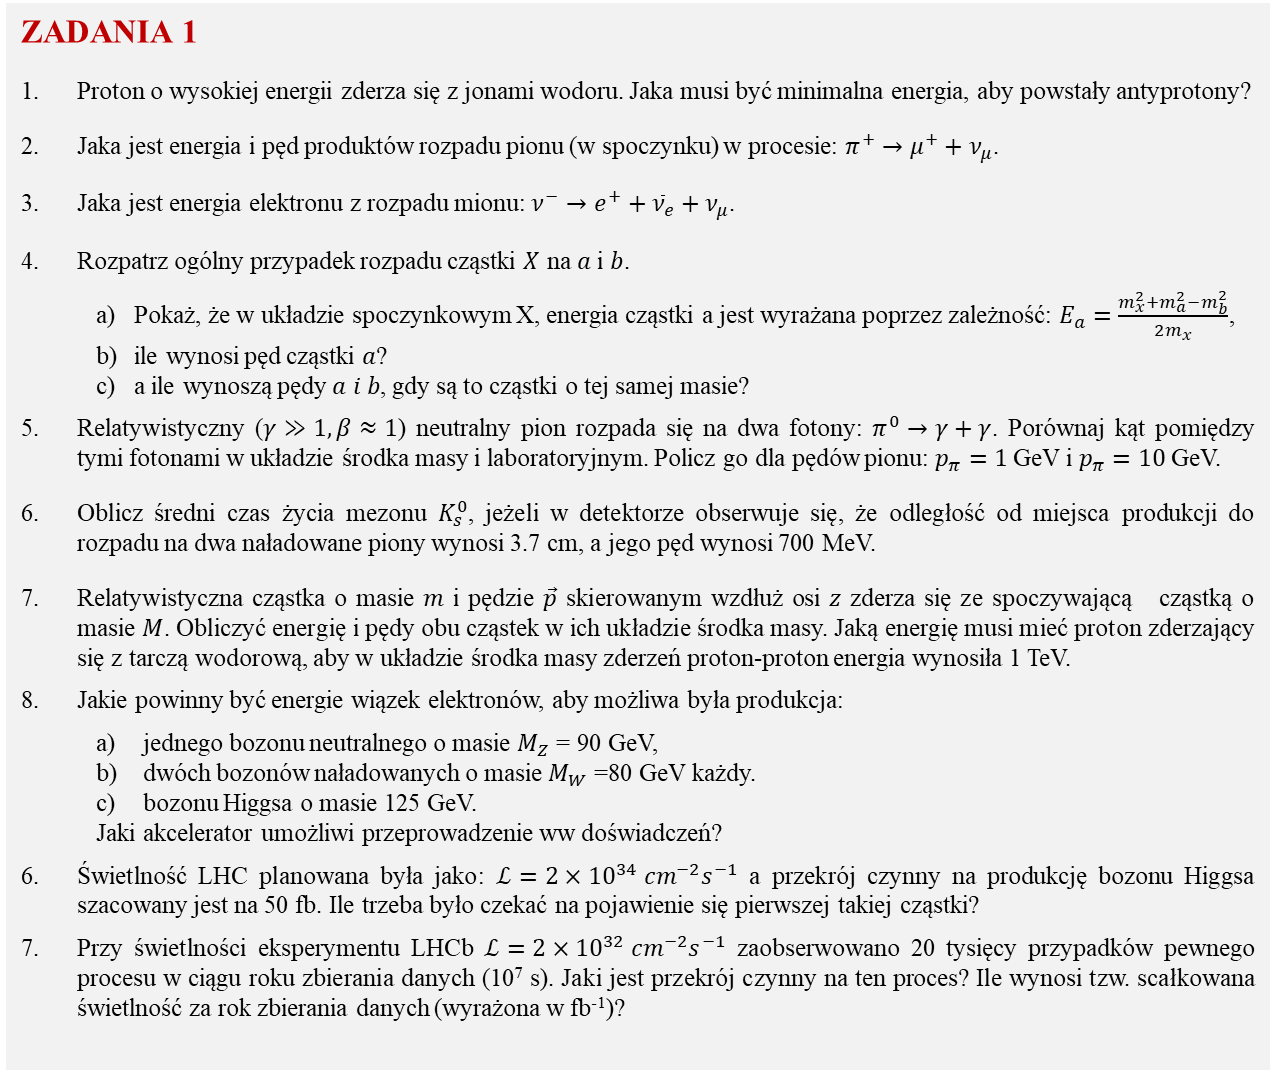 ZADANIA 1
1. Proton o wysokiej energii zderza się z jonami wodoru. Jaka musi być minimalna energia, aby powstały antyprotony?
2. Jaka jest energia i pęd produktów rozpadu pionu (w spoczynku) w procesie: π⁺ → μ⁺ + ν_μ.
3. Jaka jest energia elektronu z rozpadu mionu: ν⁻ → e⁺ + ν̄_e + ν_μ.
4. Rozpatrz ogólny przypadek rozpadu cząstki X na a i b.
a) Pokaż, że w układzie spoczynkowym X, energia cząstki a jest wyrażana poprzez zależność: E_a = (m_x² + m_a² − m_b²)/(2m_x),
b) ile wynosi pęd cząstki a?
c) a ile wynoszą pędy a i b, gdy są to cząstki o tej samej masie?
5. Relatywistyczny (γ ≫ 1, β ≈ 1) neutralny pion rozpada się na dwa fotony: π⁰ → γ + γ. Porównaj kąt pomiędzy
tymi fotonami w układzie środka masy i laboratoryjnym. Policz go dla pędów pionu: p_π = 1 GeV i p_π = 10 GeV.
6. Oblicz średni czas życia mezonu K_s⁰, jeżeli w detektorze obserwuje się, że odległość od miejsca produkcji do
rozpadu na dwa naładowane piony wynosi 3.7 cm, a jego pęd wynosi 700 MeV.
7. Relatywistyczna cząstka o masie m i pędzie p⃗ skierowanym wzdłuż osi z zderza się ze spoczywającą cząstką o
masie M. Obliczyć energię i pędy obu cząstek w ich układzie środka masy. Jaką energię musi mieć proton zderzający
się z tarczą wodorową, aby w układzie środka masy zderzeń proton-proton energia wynosiła 1 TeV.
8. Jakie powinny być energie wiązek elektronów, aby możliwa była produkcja:
a) jednego bozonu neutralnego o masie M_Z = 90 GeV,
b) dwóch bozonów naładowanych o masie M_W =80 GeV każdy.
c) bozonu Higgsa o masie 125 GeV.
Jaki akcelerator umożliwi przeprowadzenie ww doświadczeń?
6. Świetlność LHC planowana była jako: ℒ = 2 × 10³⁴ cm⁻²s⁻¹ a przekrój czynny na produkcję bozonu Higgsa
szacowany jest na 50 fb. Ile trzeba było czekać na pojawienie się pierwszej takiej cząstki?
7. Przy świetlności eksperymentu LHCb ℒ = 2 × 10³² cm⁻²s⁻¹ zaobserwowano 20 tysięcy przypadków pewnego
procesu w ciągu roku zbierania danych (10⁷ s). Jaki jest przekrój czynny na ten proces? Ile wynosi tzw. scałkowana
świetlność za rok zbierania danych (wyrażona w fb⁻¹)?